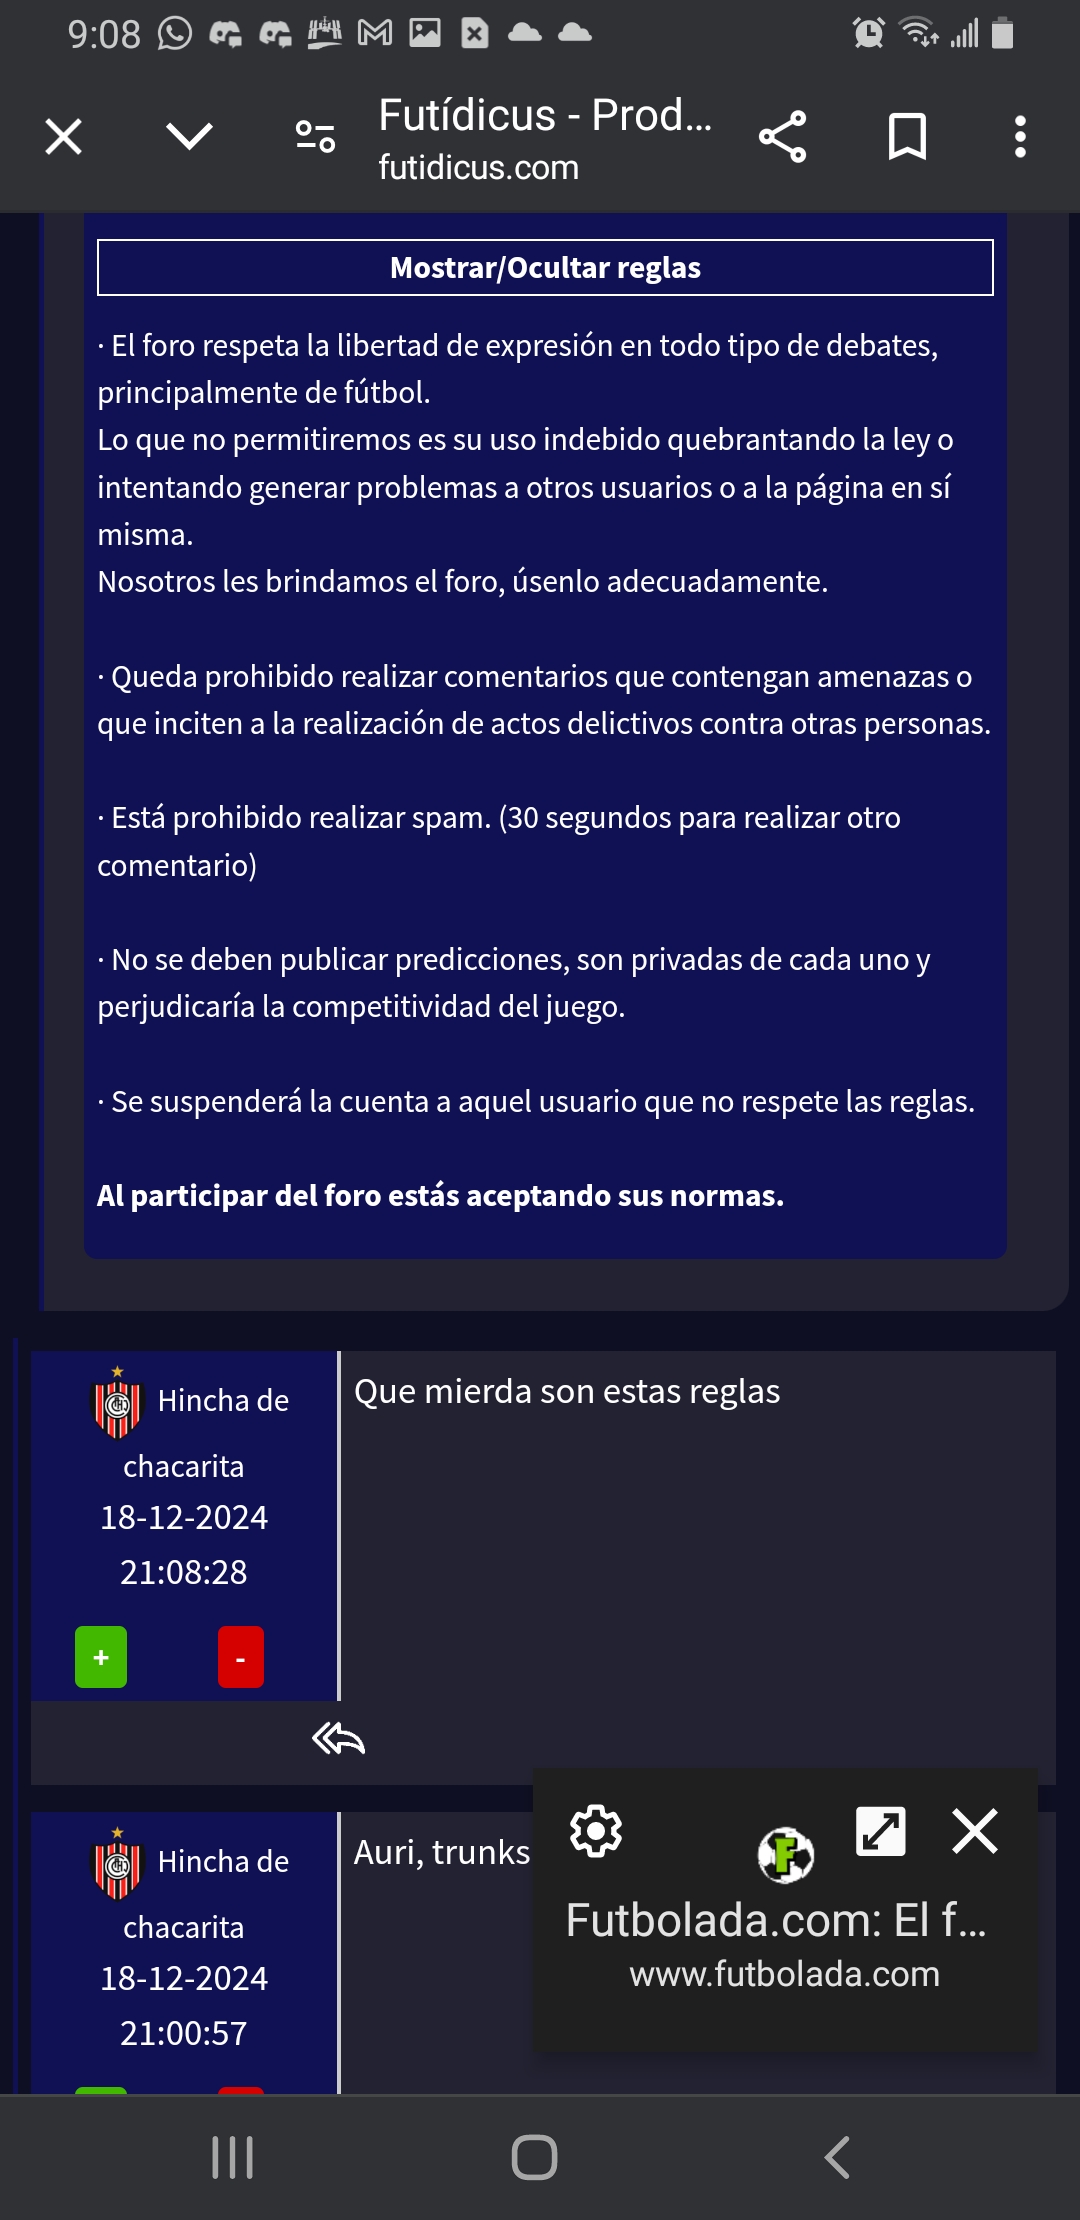 9:08
Futídicus - Prod...
futidicus.com
Mostrar/Ocultar reglas
· El foro respeta la libertad de expresión en todo tipo de debates,
principalmente de fútbol.
Lo que no permitiremos es su uso indebido quebrantando la ley o
intentando generar problemas a otros usuarios o a la página en sí
misma.
Nosotros les brindamos el foro, úsenlo adecuadamente.
· Queda prohibido realizar comentarios que contengan amenazas o
que inciten a la realización de actos delictivos contra otras personas.
· Está prohibido realizar spam. (30 segundos para realizar otro
comentario)
· No se deben publicar predicciones, son privadas de cada uno y
perjudicaría la competitividad del juego.
· Se suspenderá la cuenta a aquel usuario que no respete las reglas.
Al participar del foro estás aceptando sus normas.
Hincha de
chacarita
18-12-2024
21:08:28
+ -
Que mierda son estas reglas
Hincha de
chacarita
18-12-2024
21:00:57
Auri, trunks
F
Futbolada.com: El f...
www.futbolada.com